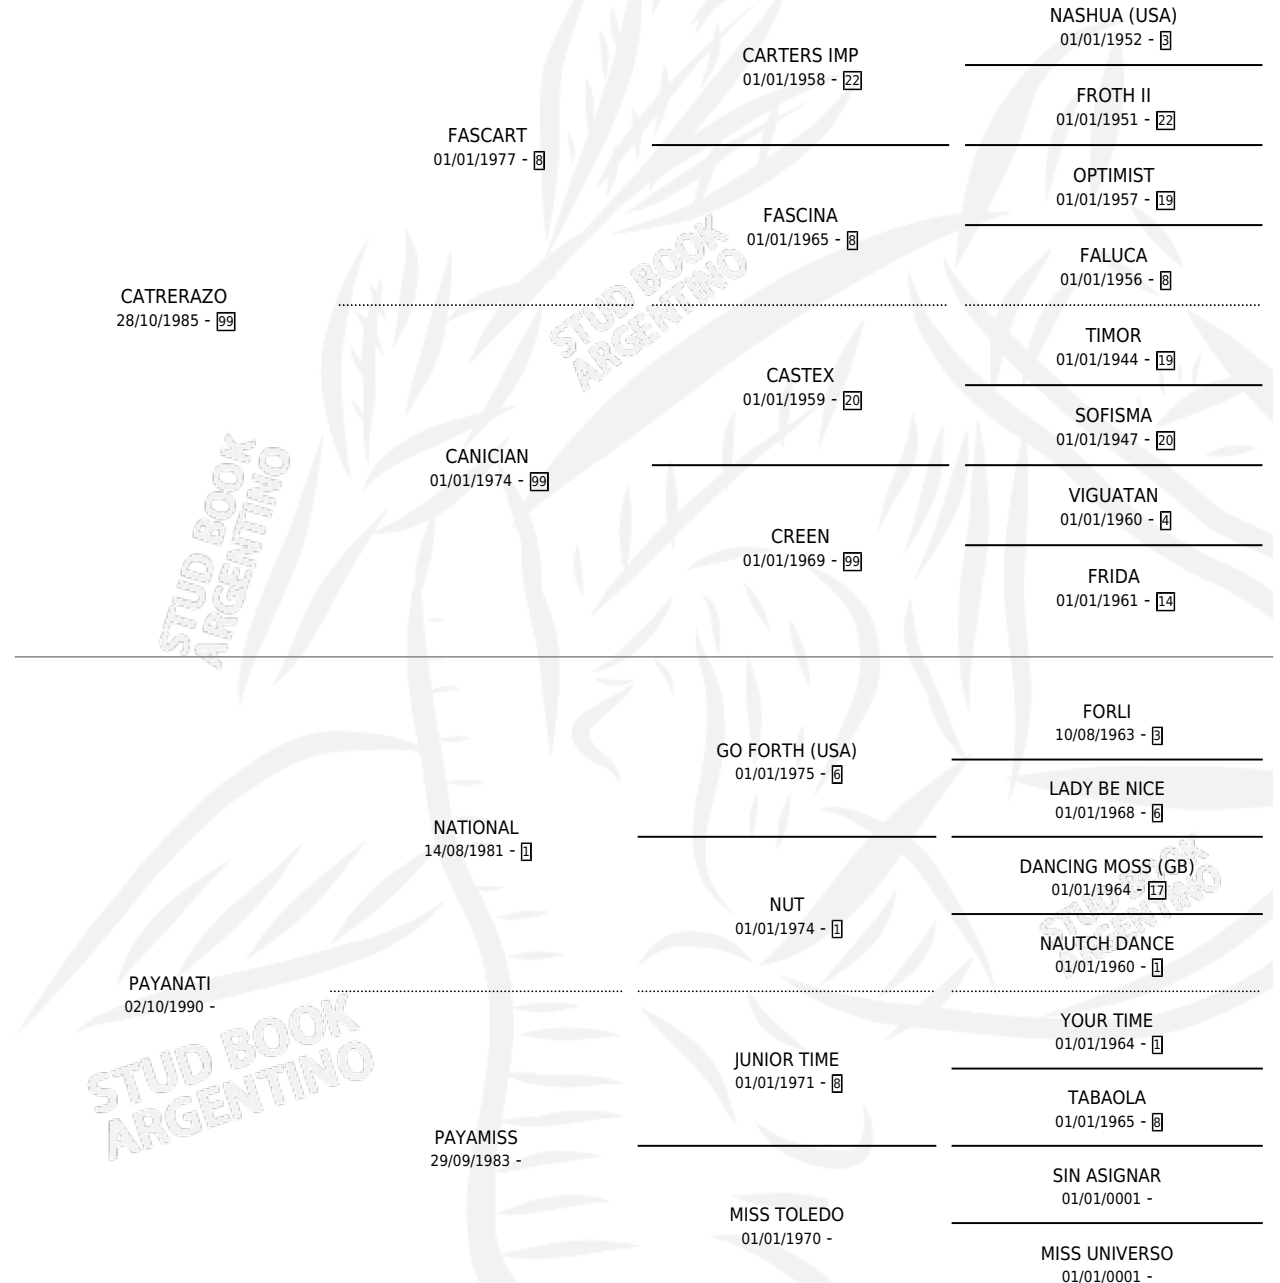 NASHUA (USA)
01/01/1952 - 3
CARTERS IMP
01/01/1958 - 22
FROTH II
01/01/1951 - 22
FASCART
01/01/1977 - 8
OPTIMIST
01/01/1957 - 19
FASCINA
01/01/1965 - 8
FALUCA
01/01/1956 - 8
CATRERAZO
28/10/1985 - 99
STUD BOOK
ARGENTINO
TIMOR
01/01/1944 - 19
CASTEX
01/01/1959 - 20
SOFISMA
01/01/1947 - 20
CANICIAN
01/01/1974 - 99
VIGUATAN
01/01/1960 - 4
CREEN
01/01/1969 - 99
FRIDA
01/01/1961 - 14
STUD BOOK
ARGENTINO
FORLI
10/08/1963 - 3
GO FORTH (USA)
01/01/1975 - 6
LADY BE NICE
01/01/1968 - 6
NATIONAL
14/08/1981 - 1
DANCING MOSS (GB)
01/01/1964 - 17
NUT
01/01/1974 - 1
STUD BOOK
ARGENTINO
NAUTCH DANCE
01/01/1960 - 1
PAYANATI
02/10/1990 -
YOUR TIME
01/01/1964 - 1
JUNIOR TIME
01/01/1971 - 8
STUD BOOK
ARGENTINO
TABAOLA
01/01/1965 - 8
PAYAMISS
29/09/1983 -
SIN ASIGNAR
01/01/0001 -
MISS TOLEDO
01/01/1970 -
MISS UNIVERSO
01/01/0001 -